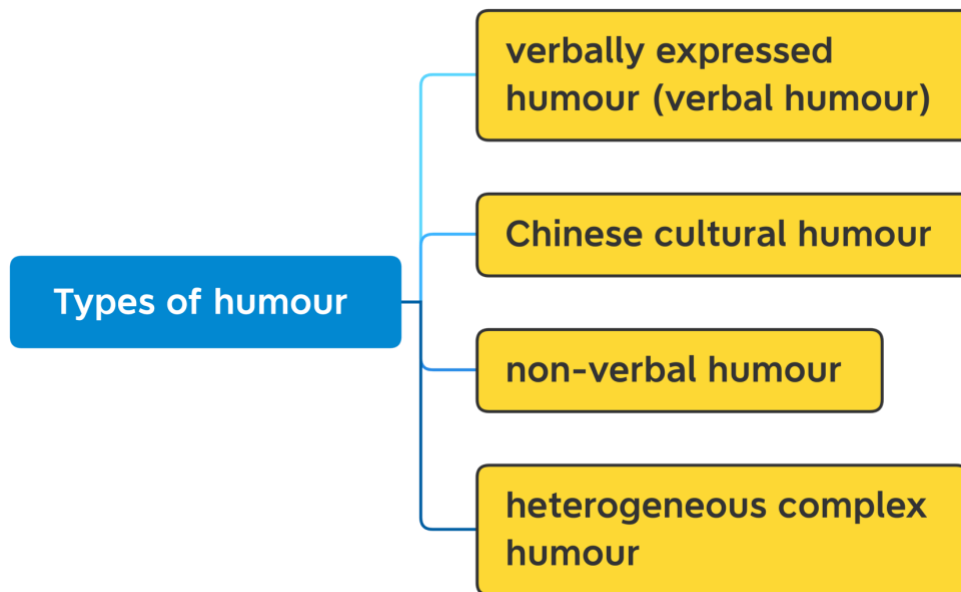 Types of humour
verbally expressed
humour (verbal humour)
Chinese cultural humour
non-verbal humour
heterogeneous complex
humour